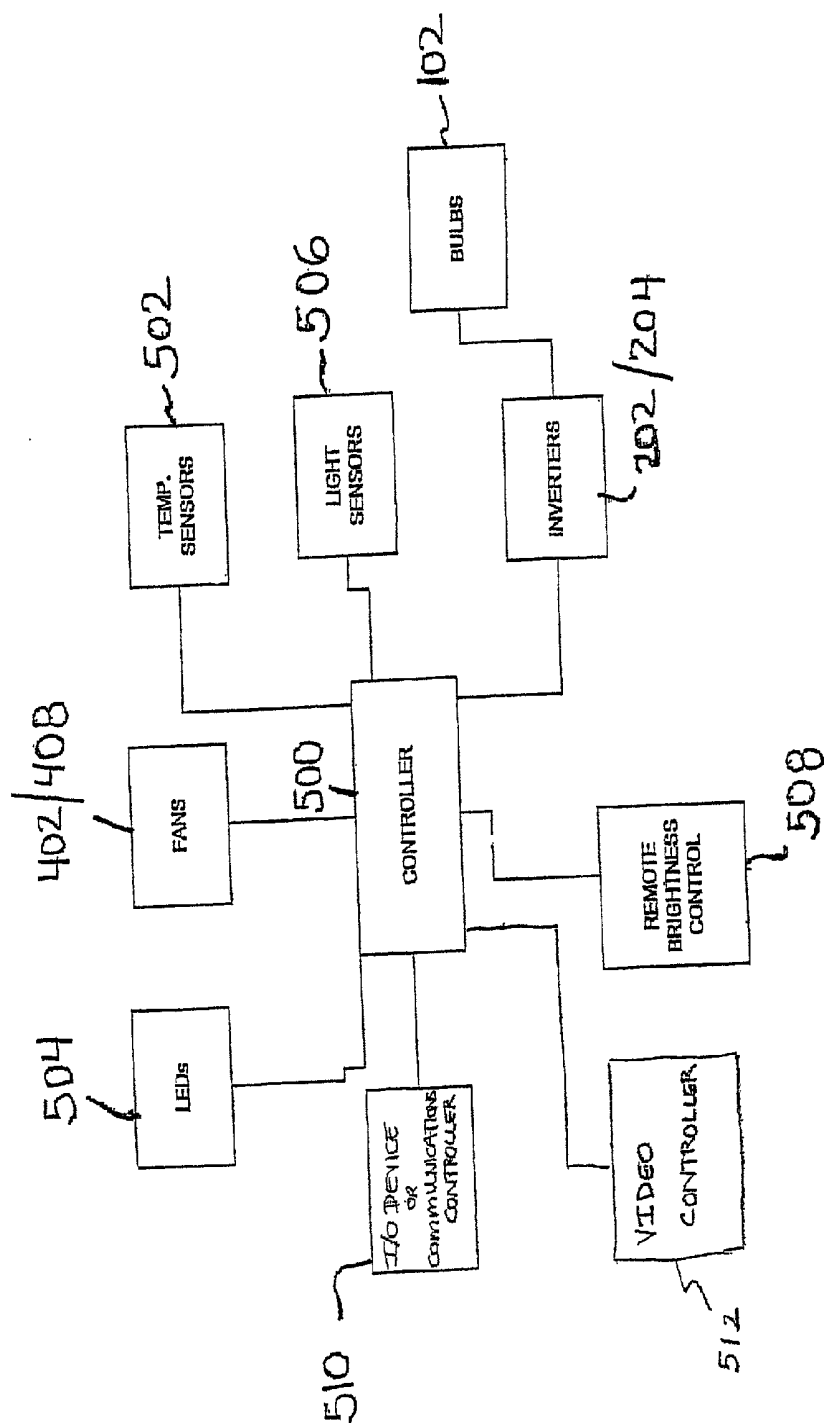 504
402/408
502
LEDs
FANS
TEMP.
SENSORS
510
500
506
I/O DEVICE
OR
COMMUNICATIONS
CONTROLLER
CONTROLLER
LIGHT
SENSORS
102
BULBS
INVERTERS
202/204
VIDEO
CONTROLLER
REMOTE
BRIGHTNESS
CONTROL
512
508